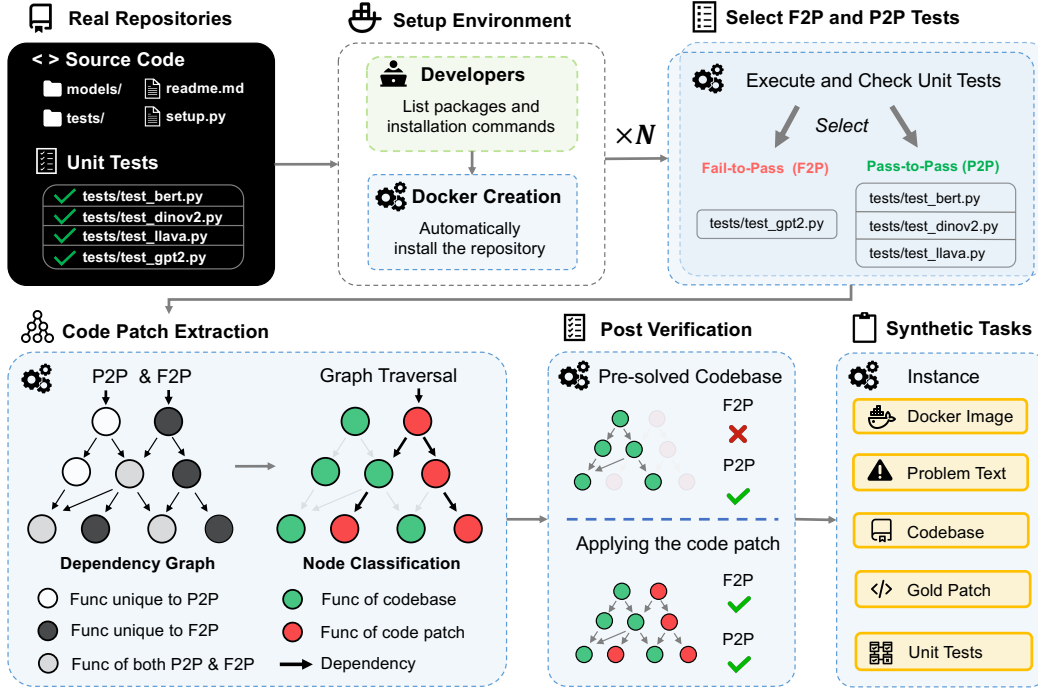 Real Repositories
< > Source Code
models/
readme.md
tests/
setup.py
Unit Tests
tests/test_bert.py
tests/test_dinov2.py
tests/test_llava.py
tests/test_gpt2.py
Setup Environment
Developers
List packages and
installation commands
Docker Creation
Automatically
install the repository
×N
Select F2P and P2P Tests
Execute and Check Unit Tests
Select
Fail-to-Pass (F2P)
tests/test_gpt2.py
Pass-to-Pass (P2P)
tests/test_bert.py
tests/test_dinov2.py
tests/test_llava.py
Code Patch Extraction
P2P & F2P
Graph Traversal
Dependency Graph
Func unique to P2P
Func unique to F2P
Func of both P2P & F2P
Node Classification
Func of codebase
Func of code patch
Dependency
Post Verification
Pre-solved Codebase
F2P
P2P
Applying the code patch
F2P
P2P
Synthetic Tasks
Instance
Docker Image
Problem Text
Codebase
Gold Patch
Unit Tests